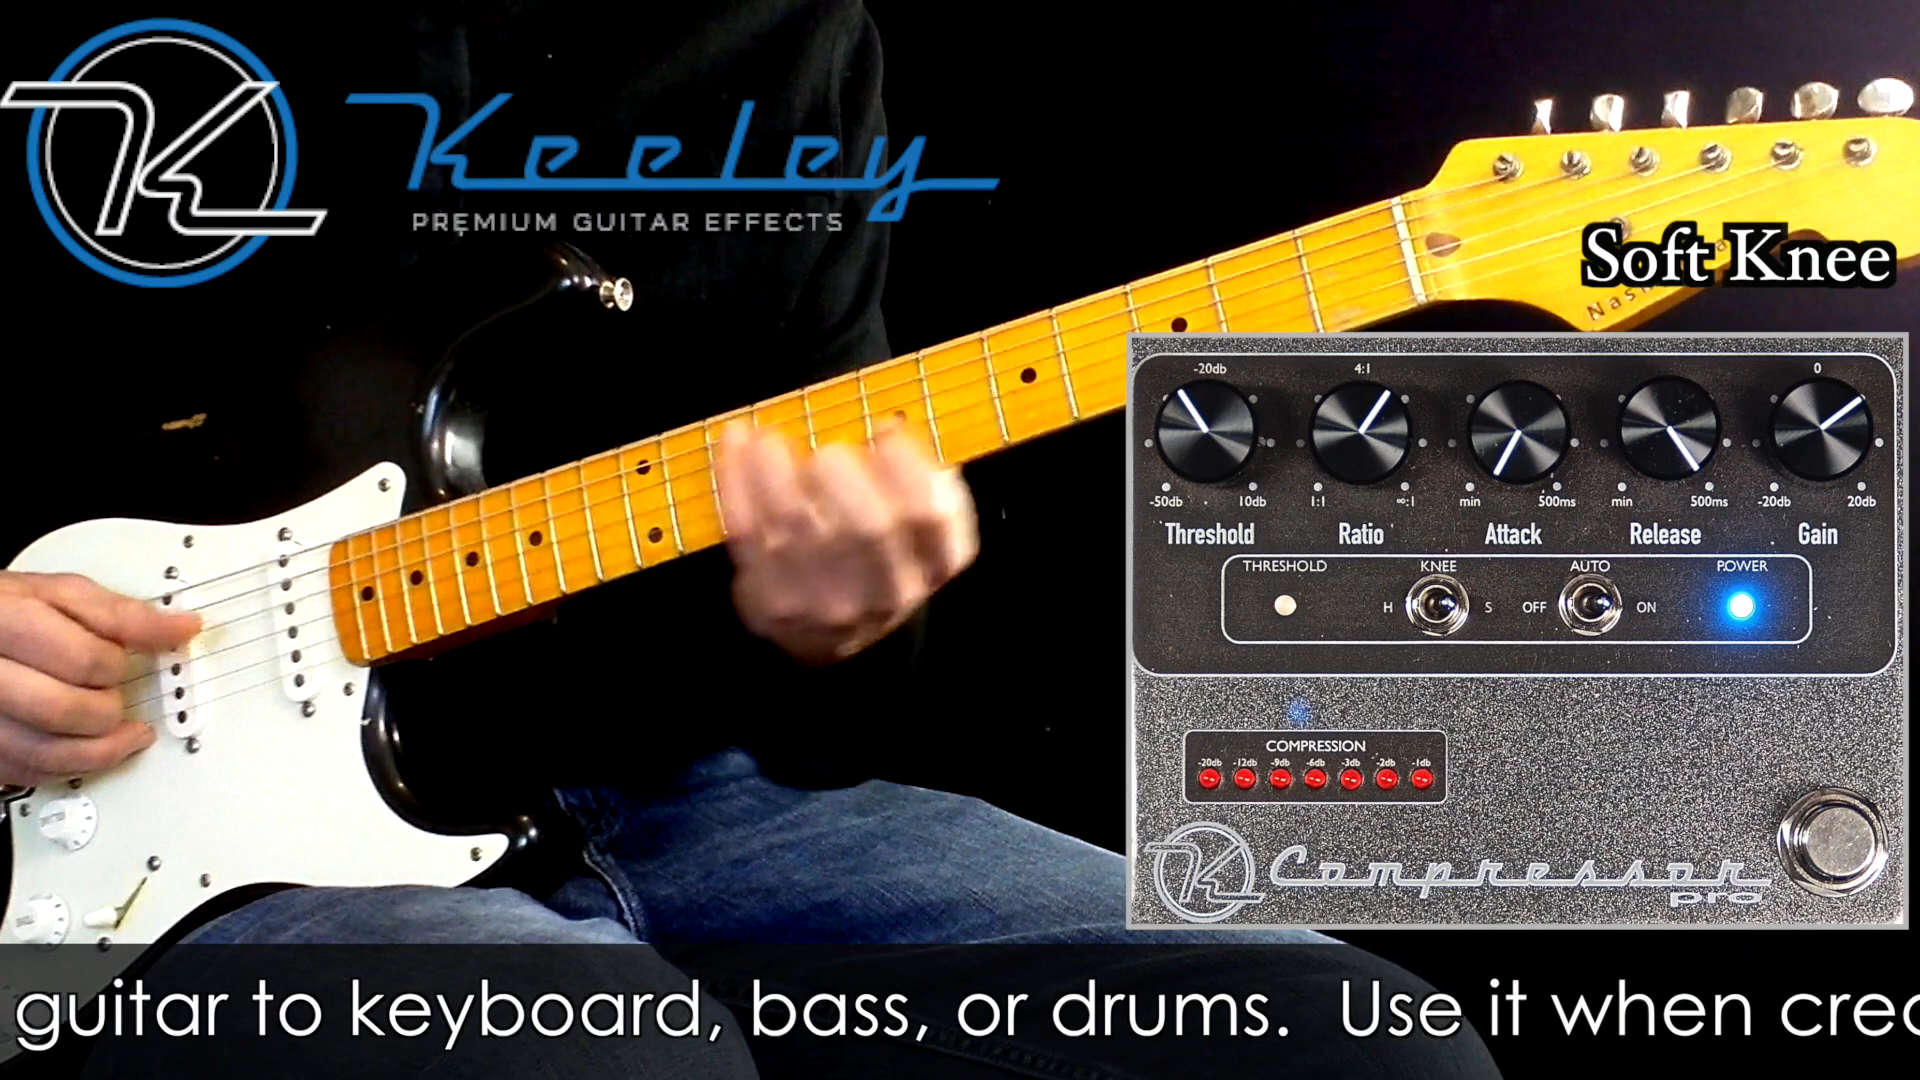 Keeley
PREMIUM GUITAR EFFECTS
Soft Knee
Nash
-20db 4:1 0
-50db 10db 1:1 ∞:1 min 500ms min 500ms -20db 20db
Threshold Ratio Attack Release Gain
THRESHOLD KNEE AUTO POWER
H S OFF ON
COMPRESSION
-20db -12db -9db -6db -3db -2db -1db
K Compressor
pro
guitar to keyboard, bass, or drums. Use it when crea